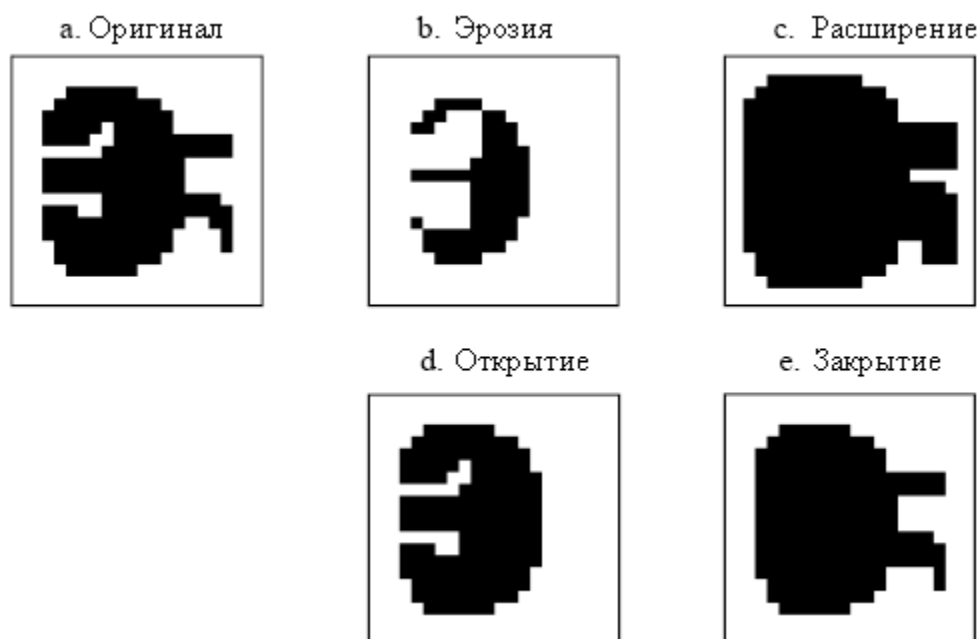 a. Оригинал
b. Эрозия
c. Расширение
d. Открытие
e. Закрытие